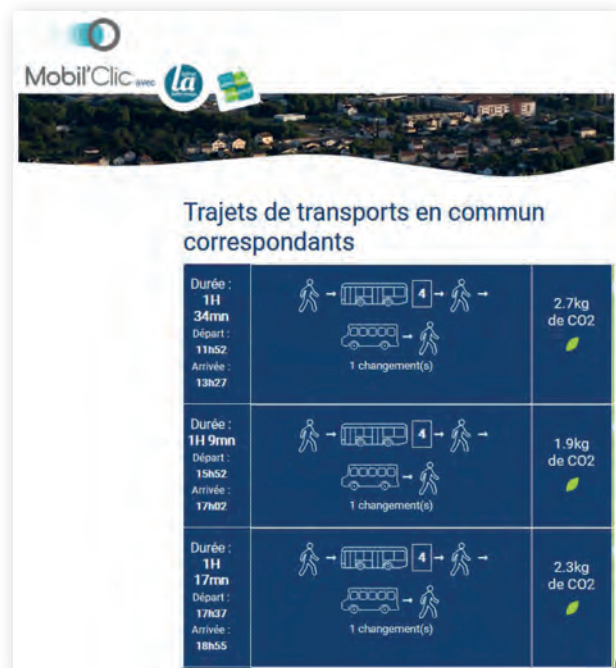 Mobil'Clic avec la
Trajets de transports en commun
correspondants
Durée :
1H
34mn
Départ :
11h52
Arrivée :
13h27
4
1 changement(s)
2.7kg
de CO2
Durée :
1H 9mn
Départ :
15h52
Arrivée :
17h02
4
1 changement(s)
1.9kg
de CO2
Durée :
1H
17mn
Départ :
17h37
Arrivée :
18h55
4
1 changement(s)
2.3kg
de CO2